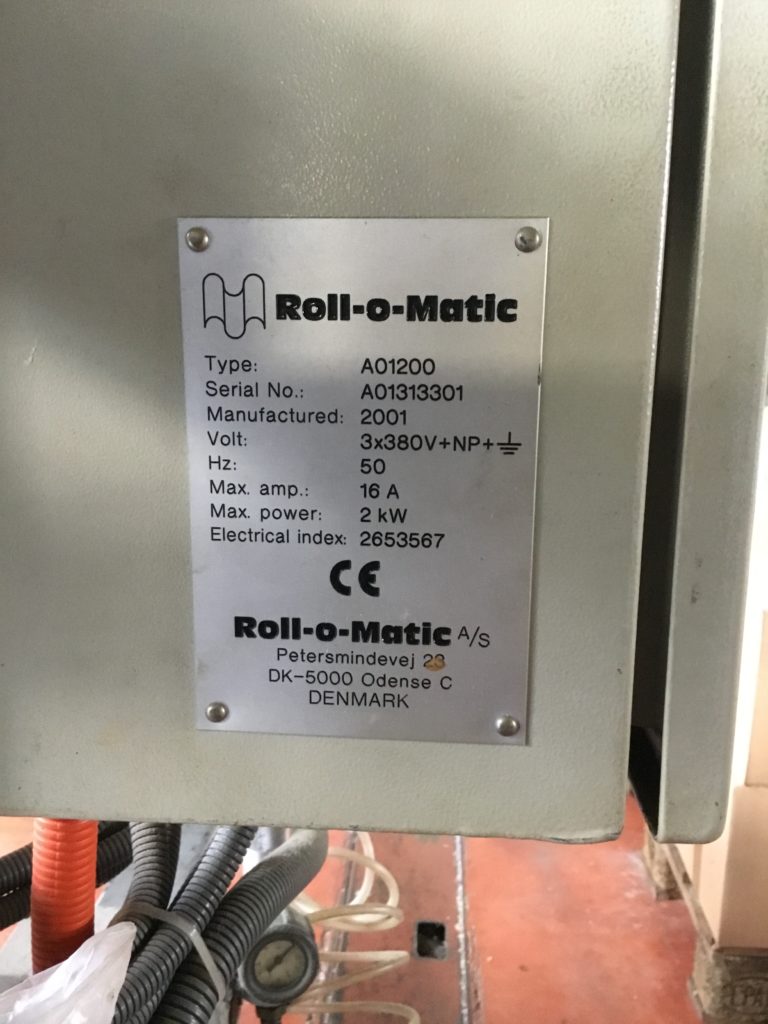 Roll-o-Matic
Type: A01200
Serial No.: A01313301
Manufactured: 2001
Volt: 3x380V+NP+⏚
Hz: 50
Max. amp.: 16 A
Max. power: 2 kW
Electrical index: 2653567
CE
Roll-o-Matic A/S
Petersmindevej 23
DK-5000 Odense C
DENMARK